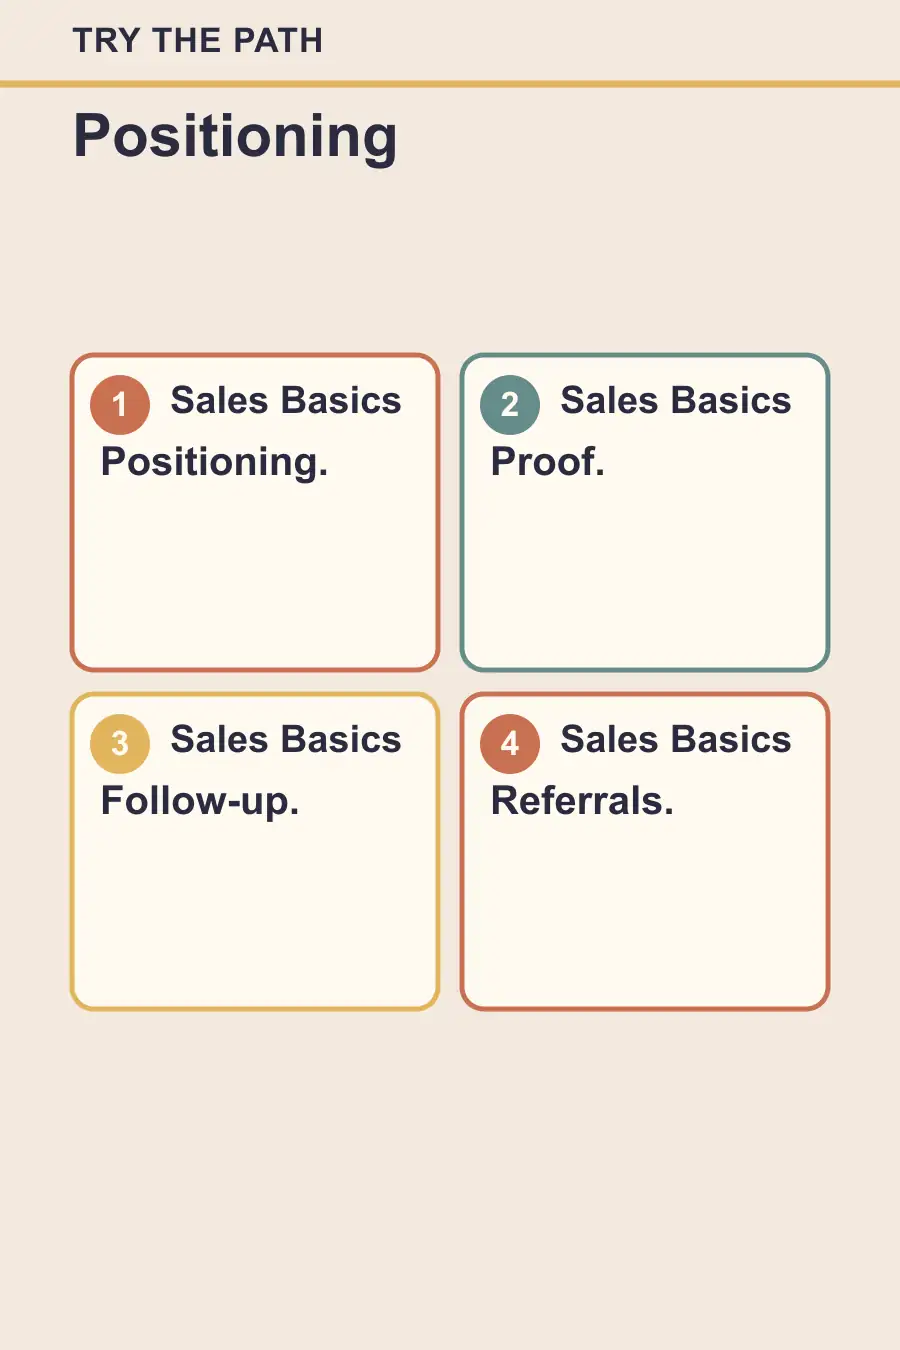 TRY THE PATH
Positioning
1 Sales Basics
Positioning.
2 Sales Basics
Proof.
3 Sales Basics
Follow-up.
4 Sales Basics
Referrals.